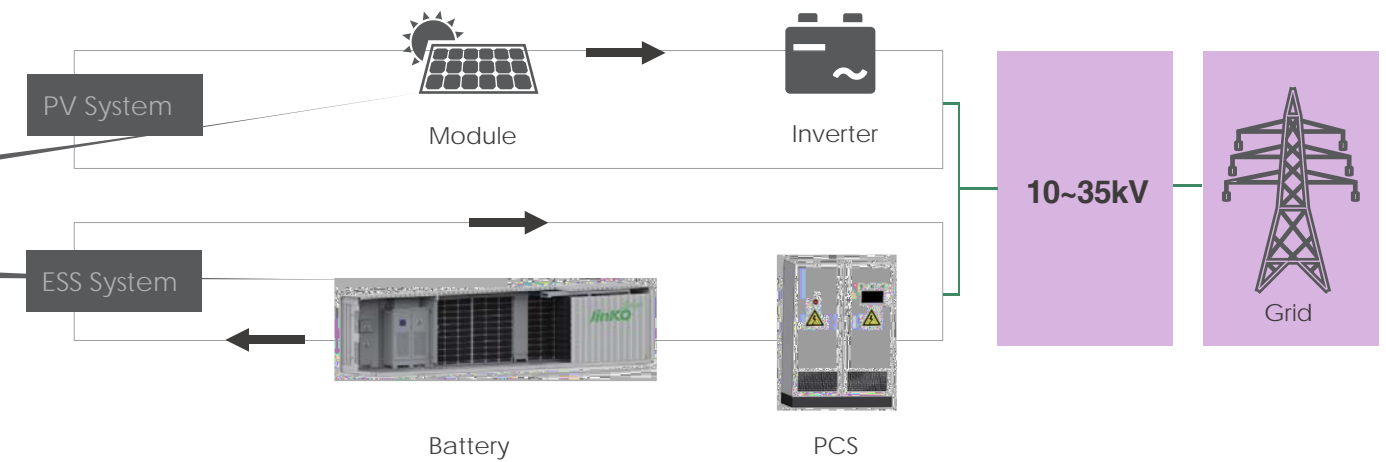 PV System
Module
Inverter
10~35kV
ESS System
JinKO
Grid
Battery
PCS